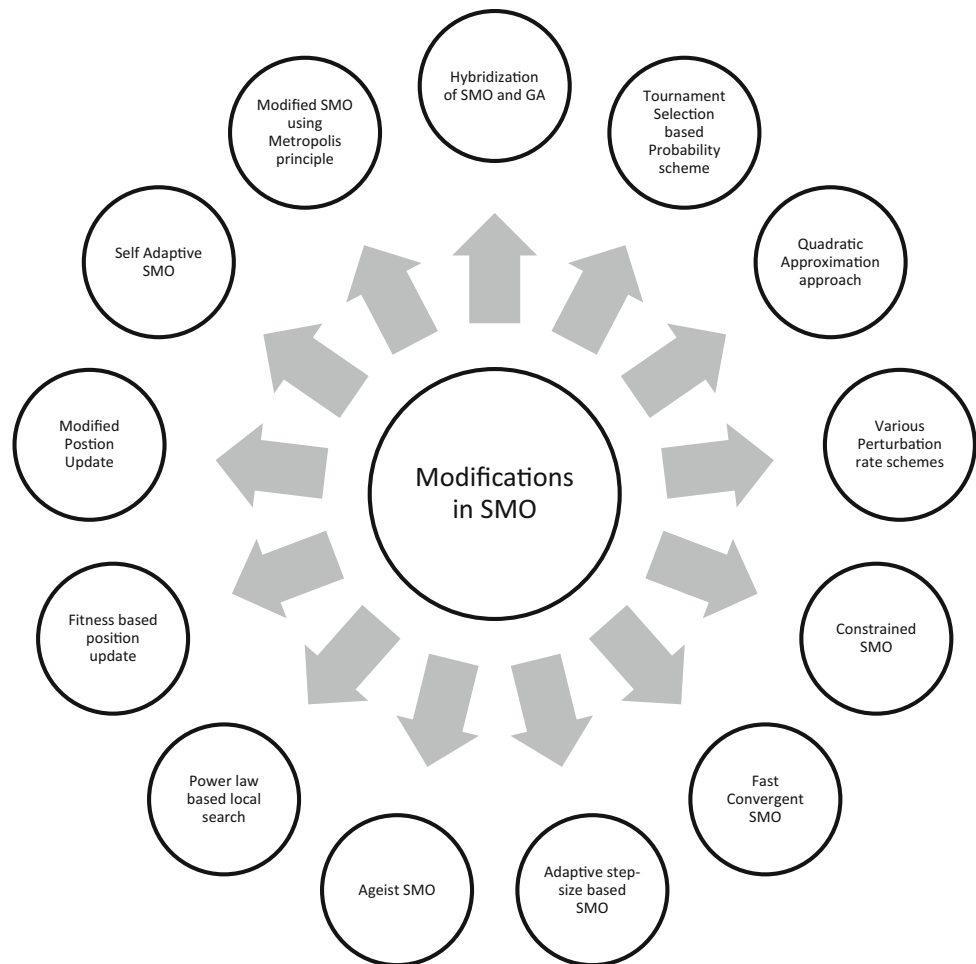 Hybridization
of SMO and GA
Tournament
Selection
based
Probability
scheme
Quadratic
Approximation
approach
Various
Perturbation
rate schemes
Constrained
SMO
Fast
Convergent
SMO
Adaptive step-
size based
SMO
Ageist SMO
Power law
based local
search
Fitness based
position
update
Modified
Postion
Update
Self Adaptive
SMO
Modified SMO
using
Metropolis
principle
Modifications
in SMO